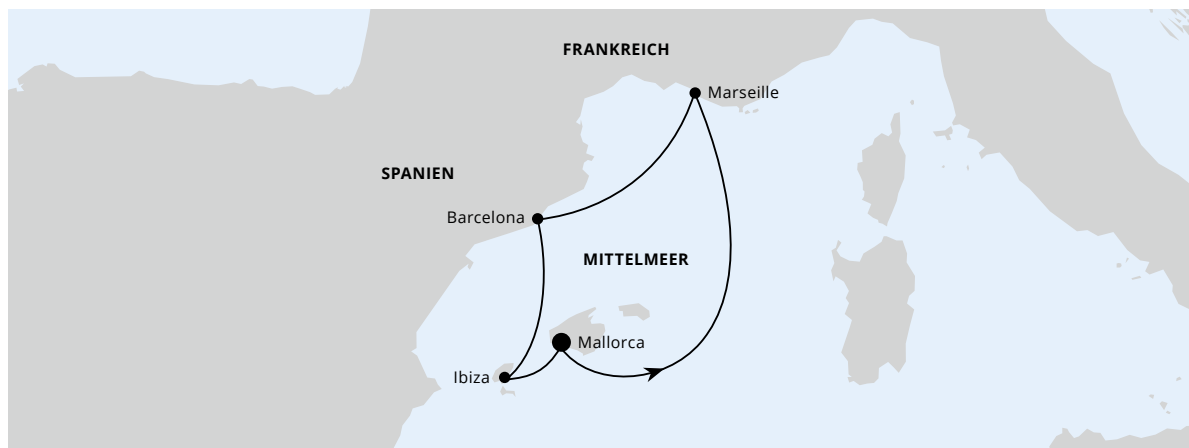 FRANKREICH
Marseille
SPANIEN
Barcelona
MITTELMEER
Mallorca
Ibiza